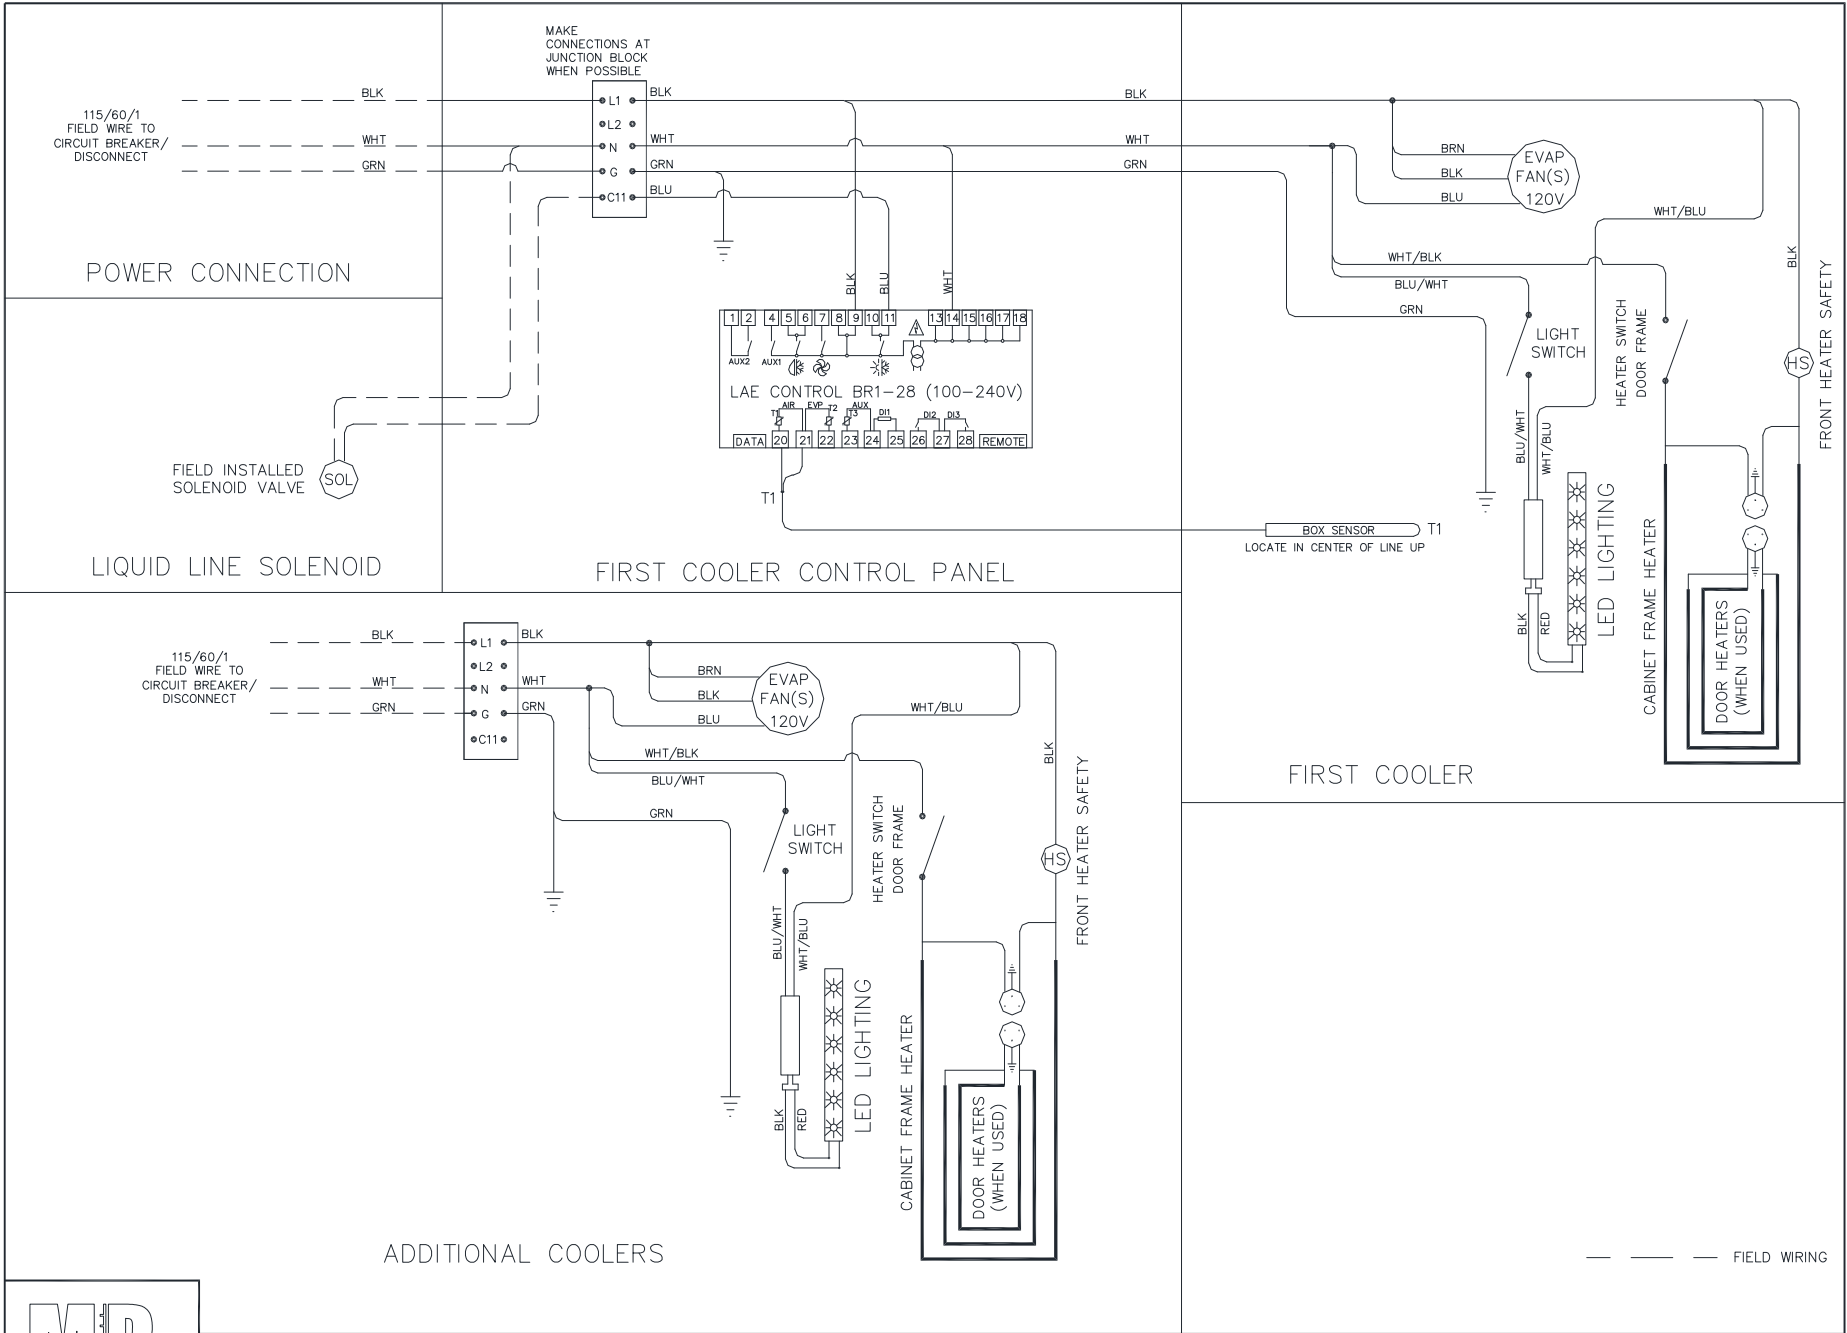 MAKE
CONNECTIONS AT
JUNCTION BLOCK
WHEN POSSIBLE
115/60/1
FIELD WIRE TO
CIRCUIT BREAKER/
DISCONNECT
BLK
WHT
GRN
POWER CONNECTION
L1
L2
N
G
C11
BLK
WHT
GRN
BLU
BLK
WHT
GRN
BLK
BLU
WHT
1 2 4 5 6 7 8 9 10 11 13 14 15 16 17 18
AUX2 AUX1
LAE CONTROL BR1-28 (100-240V)
T1 AIR EVP T2 T3 AUX DI1 DI2 DI3
DATA 20 21 22 23 24 25 26 27 28 REMOTE
T1
BOX SENSOR T1
LOCATE IN CENTER OF LINE UP
FIELD INSTALLED
SOLENOID VALVE
SOL
LIQUID LINE SOLENOID
FIRST COOLER CONTROL PANEL
BRN
BLK
BLU
EVAP
FAN(S)
120V
WHT/BLU
WHT/BLK
BLU/WHT
GRN
BLK
LIGHT
SWITCH
HEATER SWITCH
DOOR FRAME
HS
FRONT HEATER SAFETY
BLU/WHT
WHT/BLU
BLK
RED
LED LIGHTING
CABINET FRAME HEATER
DOOR HEATERS
(WHEN USED)
FIRST COOLER
115/60/1
FIELD WIRE TO
CIRCUIT BREAKER/
DISCONNECT
BLK
WHT
GRN
L1
L2
N
G
C11
BLK
WHT
GRN
BRN
BLK
BLU
EVAP
FAN(S)
120V
WHT/BLU
WHT/BLK
BLU/WHT
GRN
BLK
LIGHT
SWITCH
HEATER SWITCH
DOOR FRAME
HS
FRONT HEATER SAFETY
BLU/WHT
WHT/BLU
BLK
RED
LED LIGHTING
CABINET FRAME HEATER
DOOR HEATERS
(WHEN USED)
ADDITIONAL COOLERS
FIELD WIRING